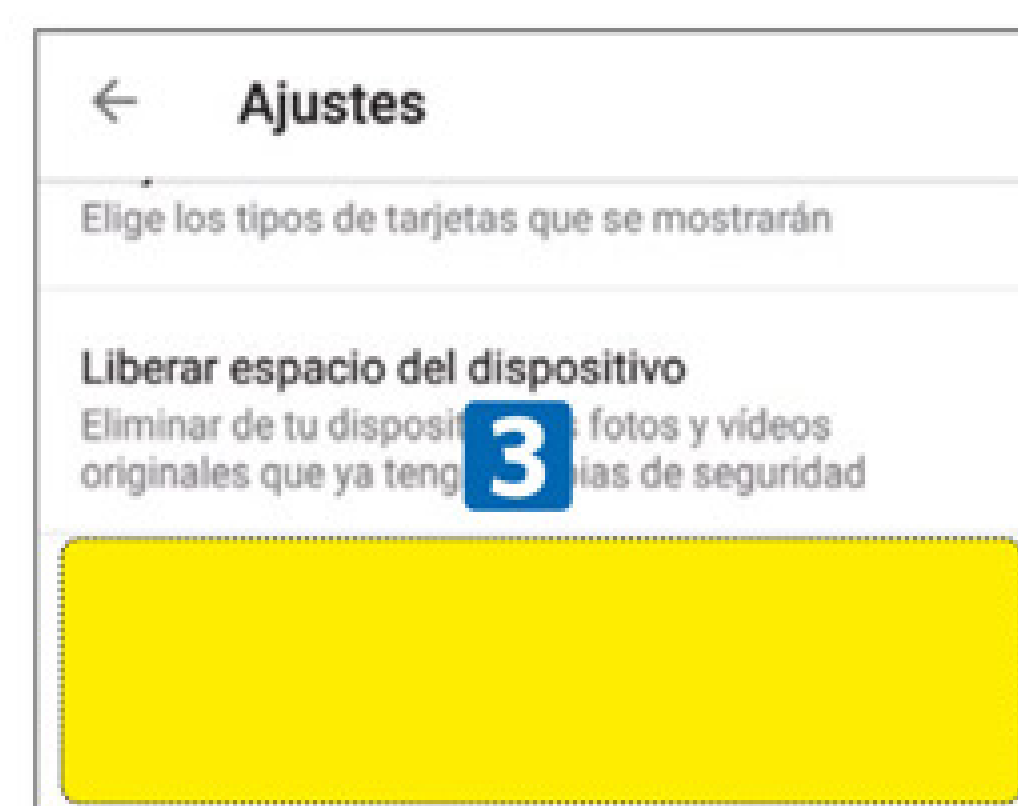 Ajustes
Elige los tipos de tarjetas que se mostrarán
Liberar espacio del dispositivo
Eliminar de tu disposit 3 fotos y vídeos
originales que ya teng ias de seguridad